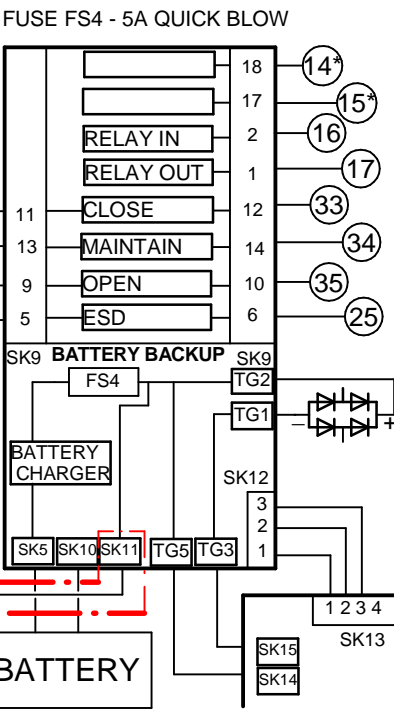 FUSE FS4 - 5A QUICK BLOW
18 14*
17 15*
RELAY IN 2 16
RELAY OUT 1 17
11 CLOSE 12 33
13 MAINTAIN 14 34
9 OPEN 10 35
5 ESD 6 25
SK9 BATTERY BACKUP SK9
FS4 TG2
TG1
− +
BATTERY
CHARGER
SK12
3
2
1
SK5 SK10 SK11 TG5 TG3
1 2 3 4
SK13
SK15
SK14
BATTERY